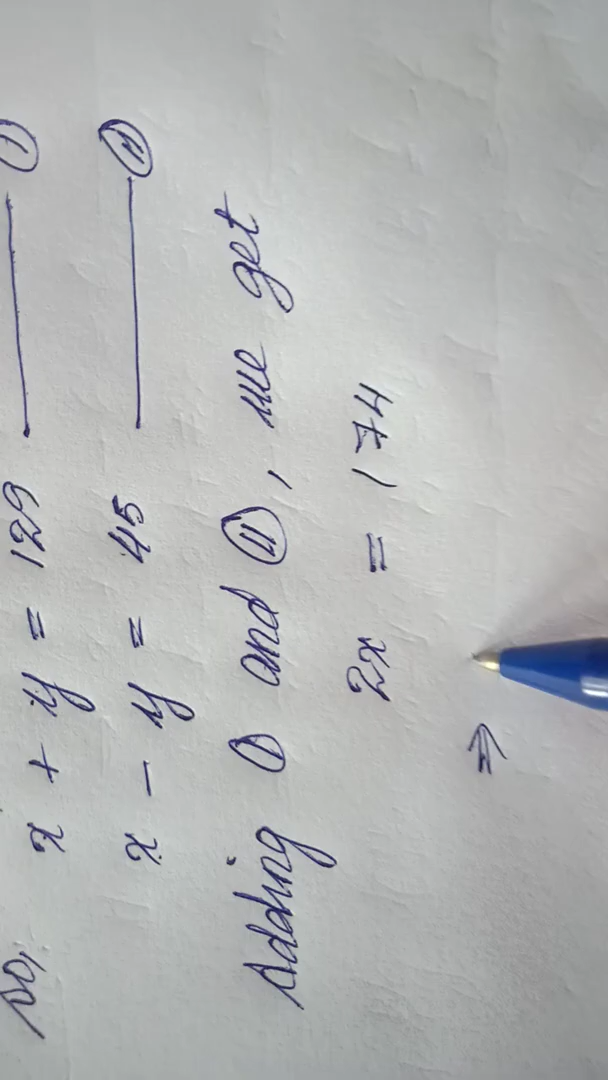 so,
x + y = 129 ——— (I)
x - y = 45 ——— (II)
Adding (I) and (II), we get
2x = 174
⇒